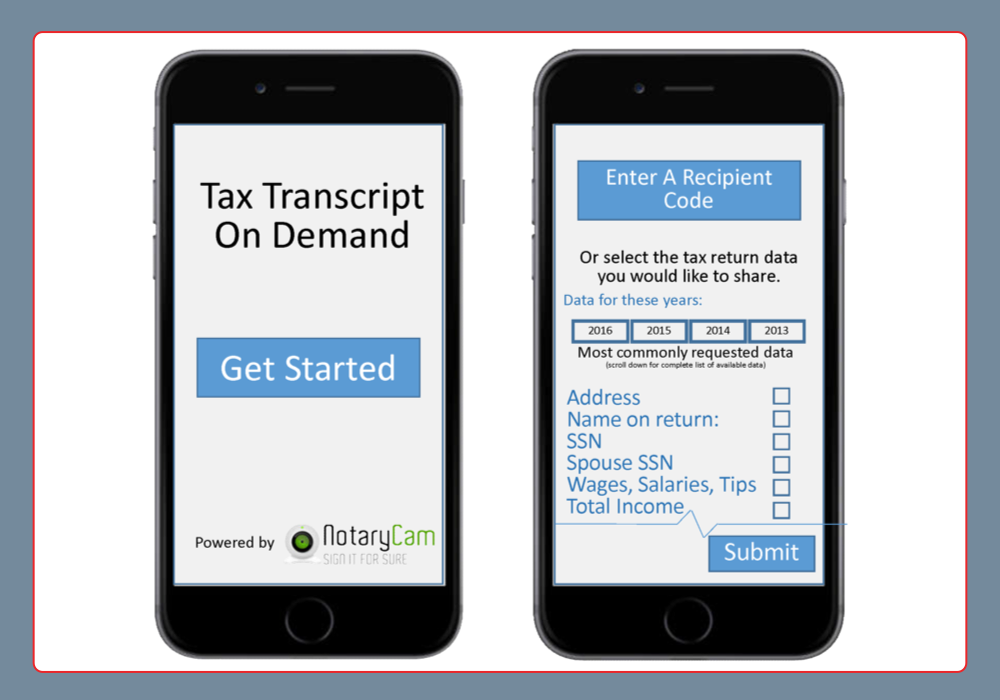 Tax Transcript
On Demand
Get Started
Powered by
NotaryCam
SIGN IT FOR SURE
Enter A Recipient
Code
Or select the tax return data
you would like to share.
Data for these years:
2016 2015 2014 2013
Most commonly requested data
(scroll down for complete list of available data)
Address
Name on return:
SSN
Spouse SSN
Wages, Salaries, Tips
Total Income
Submit